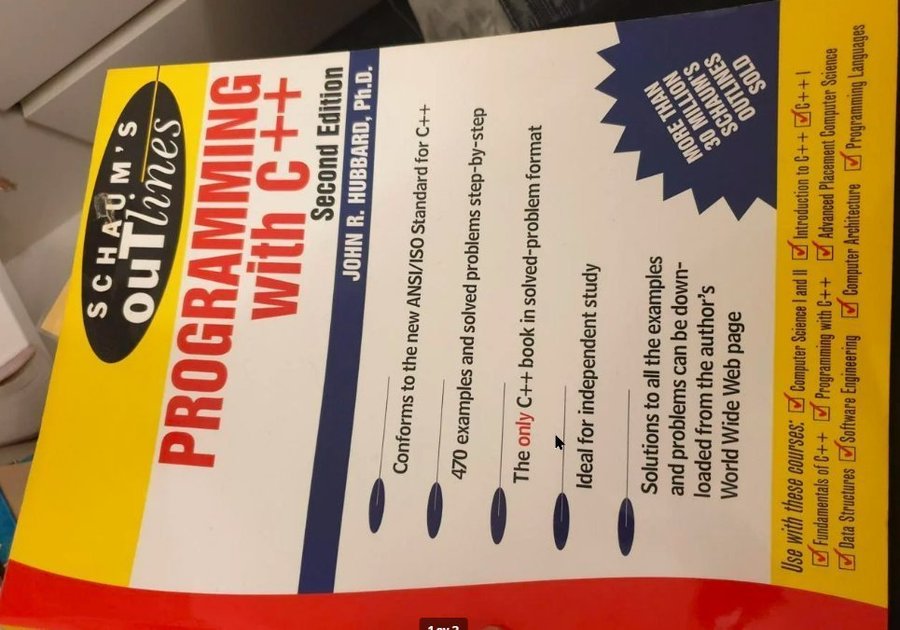 SCHAUM'S
ouTlines
PROGRAMMING
with C++
Second Edition
JOHN R. HUBBARD, Ph.D.
Conforms to the new ANSI/ISO Standard for C++
470 examples and solved problems step-by-step
The only C++ book in solved-problem format
Ideal for independent study
Solutions to all the examples
and problems can be down-
loaded from the author's
World Wide Web page
MORE THAN
30 MILLION
SCHAUM'S
OUTLINES
SOLD
Use with these courses: Computer Science I and II Introduction to C++ C++ I
Fundamentals of C++ Programming with C++ Advanced Placement Computer Science
Data Structures Software Engineering Computer Architecture Programming Languages